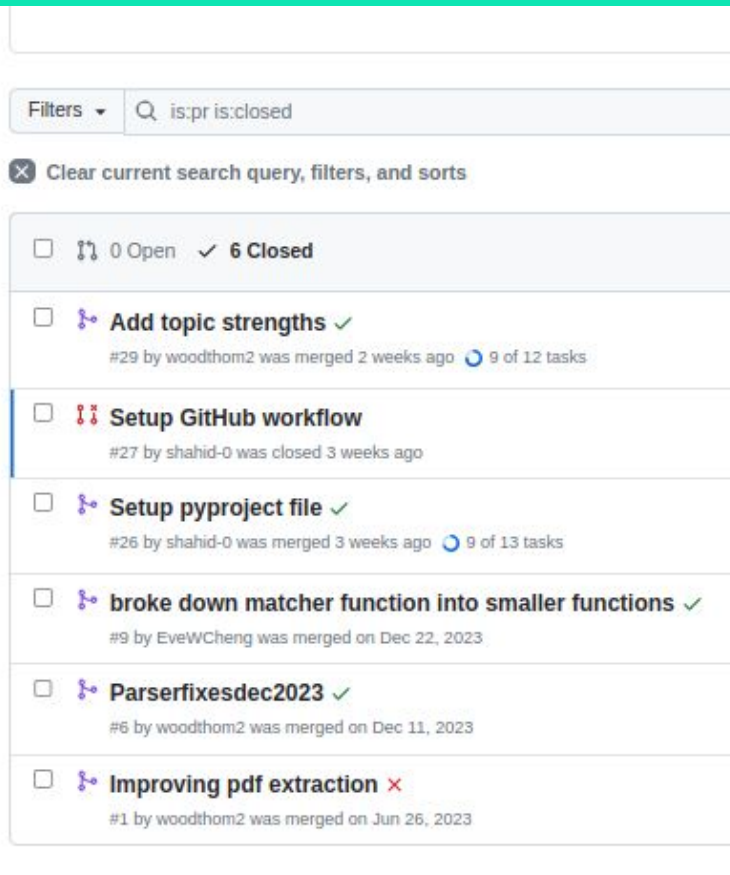 Filters
is:pr is:closed
Clear current search query, filters, and sorts
0 Open 6 Closed
Add topic strengths
#29 by woodthom2 was merged 2 weeks ago 9 of 12 tasks
Setup GitHub workflow
#27 by shahid-0 was closed 3 weeks ago
Setup pyproject file
#26 by shahid-0 was merged 3 weeks ago 9 of 13 tasks
broke down matcher function into smaller functions
#9 by EveWCheng was merged on Dec 22, 2023
Parserfixesdec2023
#6 by woodthom2 was merged on Dec 11, 2023
Improving pdf extraction
#1 by woodthom2 was merged on Jun 26, 2023